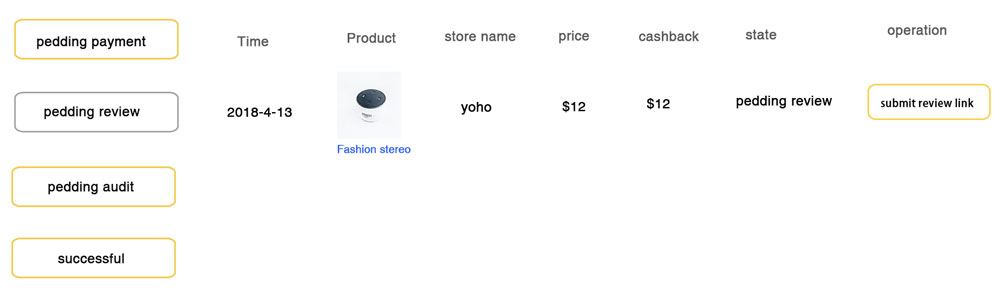 pedding payment
Time
Product
store name
price
cashback
state
operation
pedding review
2018-4-13
yoho
$12
$12
pedding review
submit review link
Fashion stereo
pedding audit
successful